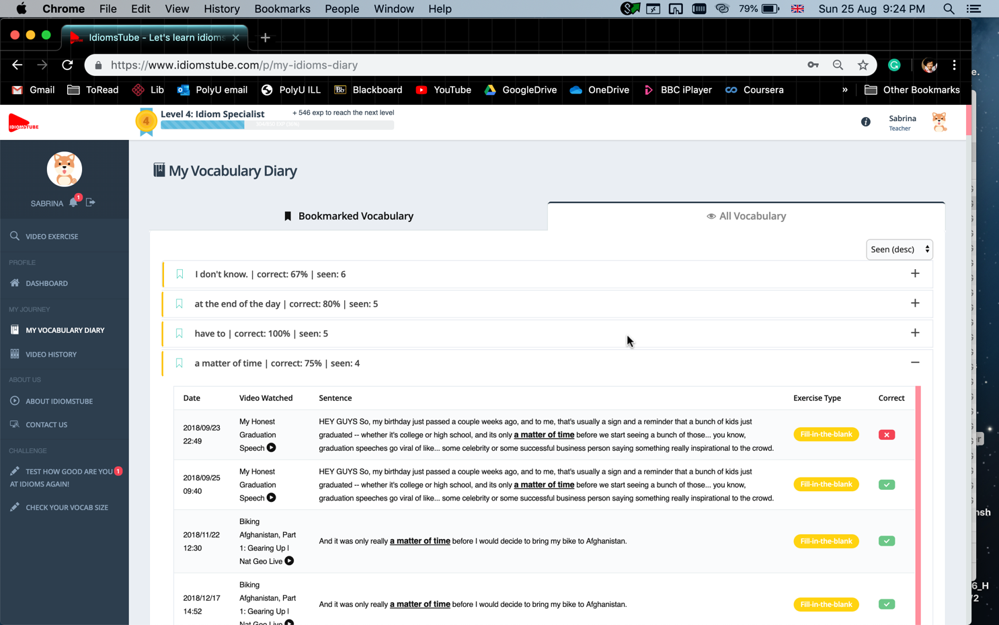 Chrome File Edit View History Bookmarks People Window Help
79% Sun 25 Aug 9:24 PM
IdiomsTube - Let's learn idioms
https://www.idiomstube.com/p/my-idioms-diary
Gmail ToRead Lib PolyU email PolyU ILL Bb Blackboard YouTube GoogleDrive OneDrive BBC iPlayer Coursera » Other Bookmarks
IDIOMSTUBE
4
Level 4: Idiom Specialist + 546 exp to reach the next level
Sabrina
Teacher
SABRINA 1
VIDEO EXERCISE
PROFILE
DASHBOARD
MY JOURNEY
MY VOCABULARY DIARY
VIDEO HISTORY
ABOUT US
ABOUT IDIOMSTUBE
CONTACT US
CHALLENGE
TEST HOW GOOD ARE YOU 1
AT IDIOMS AGAIN!
CHECK YOUR VOCAB SIZE
My Vocabulary Diary
Bookmarked Vocabulary
All Vocabulary
Seen (desc)
I don't know. | correct: 67% | seen: 6
at the end of the day | correct: 80% | seen: 5
have to | correct: 100% | seen: 5
a matter of time | correct: 75% | seen: 4
Date Video Watched Sentence Exercise Type Correct
2018/09/23
22:49
My Honest
Graduation
Speech
HEY GUYS So, my birthday just passed a couple weeks ago, and to me, that's usually a sign and a reminder that a bunch of kids just
graduated -- whether it's college or high school, and its only a matter of time before we start seeing a bunch of those... you know,
graduation speeches go viral of like... some celebrity or some successful business person saying something really inspirational to the crowd.
Fill-in-the-blank
2018/09/25
09:40
My Honest
Graduation
Speech
HEY GUYS So, my birthday just passed a couple weeks ago, and to me, that's usually a sign and a reminder that a bunch of kids just
graduated -- whether it's college or high school, and its only a matter of time before we start seeing a bunch of those... you know,
graduation speeches go viral of like... some celebrity or some successful business person saying something really inspirational to the crowd.
Fill-in-the-blank
2018/11/22
12:30
Biking
Afghanistan, Part
1: Gearing Up |
Nat Geo Live
And it was only really a matter of time before I would decide to bring my bike to Afghanistan.
Fill-in-the-blank
2018/12/17
14:52
Biking
Afghanistan, Part
1: Gearing Up |
Nat Geo Live
And it was only really a matter of time before I would decide to bring my bike to Afghanistan.
Fill-in-the-blank